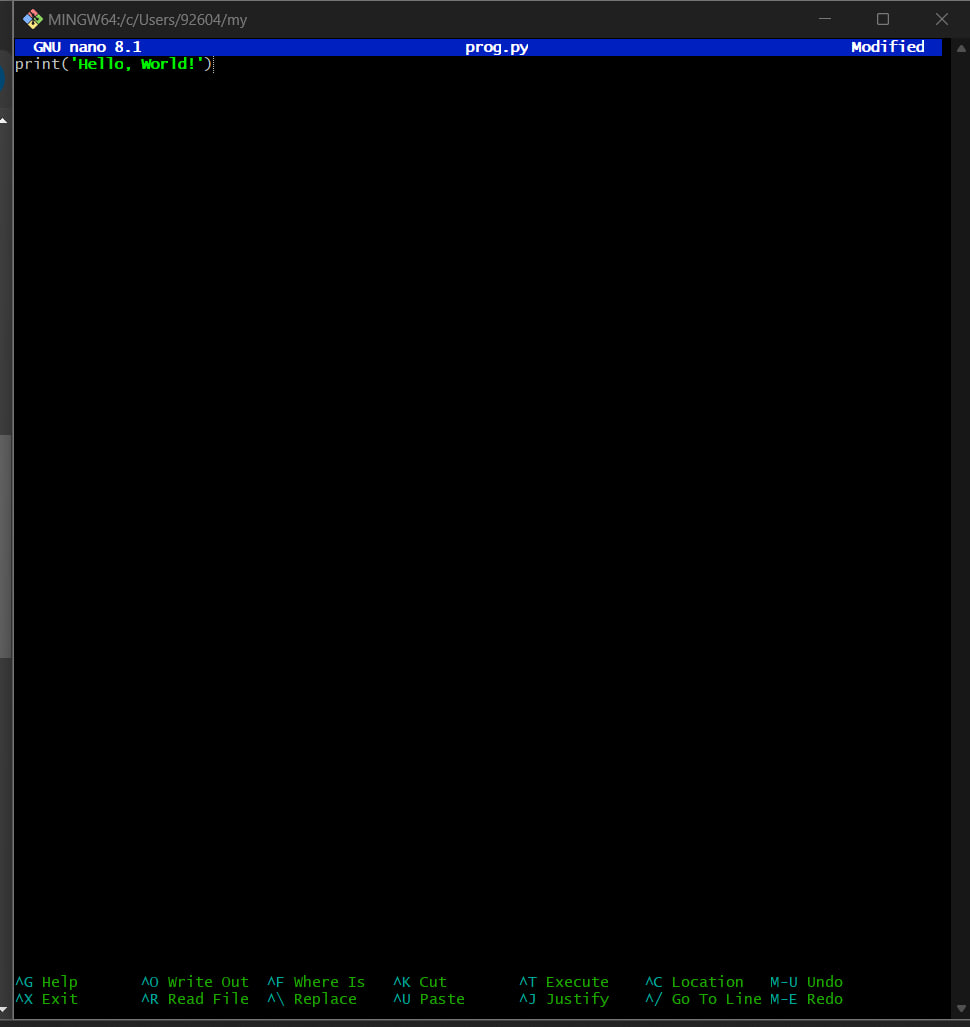 MINGW64:/c/Users/92604/my
GNU nano 8.1 prog.py Modified
print('Hello, World!')
^G Help ^O Write Out ^F Where Is ^K Cut ^T Execute ^C Location M-U Undo
^X Exit ^R Read File ^\ Replace ^U Paste ^J Justify ^/ Go To Line M-E Redo